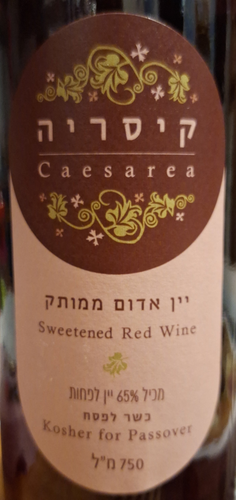 קיסריה
Caesarea
יין אדום ממותק
Sweetened Red Wine
מכיל 65% יין לפחות
כשר לפסח
Kosher for Passover
750 מ"ל